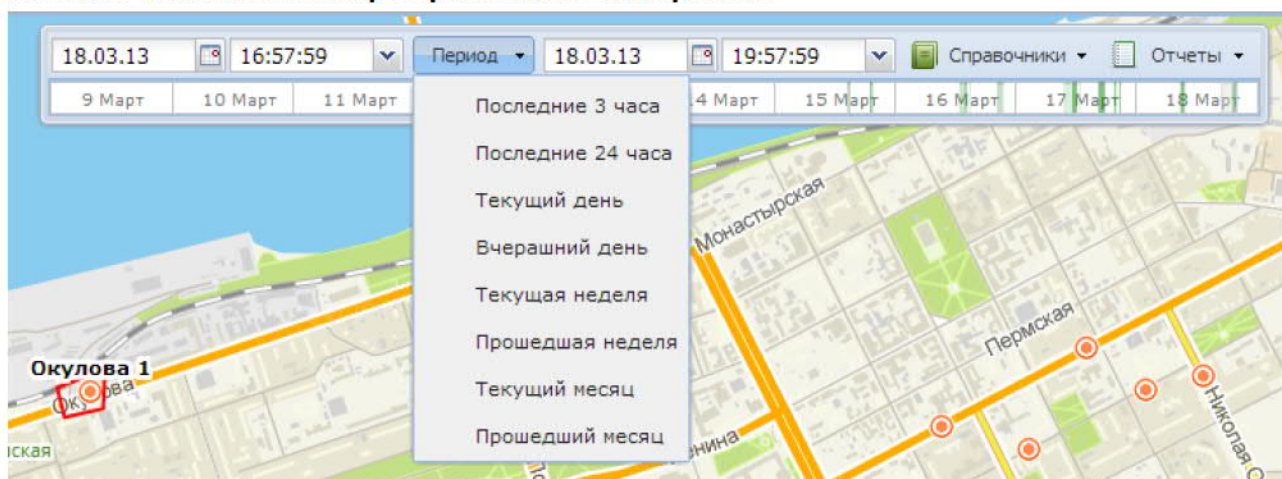 18.03.13 16:57:59 Период 18.03.13 19:57:59 Справочники Отчеты
9 Март 10 Март 11 Март 14 Март 15 Март 16 Март 17 Март 18 Март
Последние 3 часа
Последние 24 часа
Текущий день
Вчерашний день
Текущая неделя
Прошедшая неделя
Текущий месяц
Прошедший месяц
Монастырская
Пермская
Окулова 1
Окулова